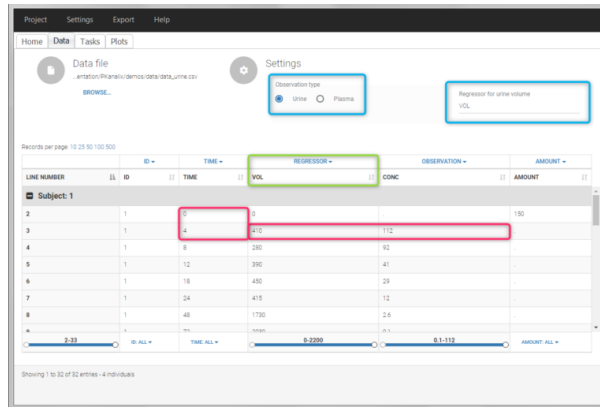 Project Settings Export Help
Home Data Tasks Plots
Data file
...entation/PKanalix/demos/data/data_urine.csv
BROWSE...
Settings
Observation type
Urine Plasma
Regressor for urine volume
VOL
Records per page: 10 25 50 100 500
ID TIME REGRESSOR OBSERVATION AMOUNT
LINE NUMBER ID TIME VOL CONC AMOUNT
Subject: 1
2 1 0 0 . 150
3 1 4 410 112 .
4 1 8 280 92 .
5 1 12 390 41 .
6 1 18 450 29 .
7 1 24 415 12 .
8 1 48 1730 2.6 .
2-33 ID: ALL TIME: ALL 0-2200 0.1-112 AMOUNT: ALL
Showing 1 to 32 of 32 entries - 4 individuals